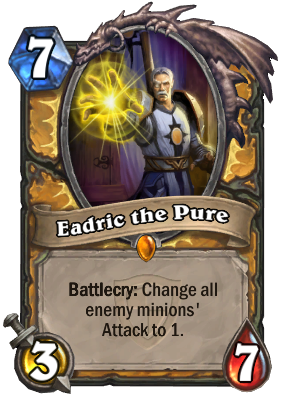 7
Eadric the Pure
Battlecry: Change all
enemy minions'
Attack to 1.
3
7